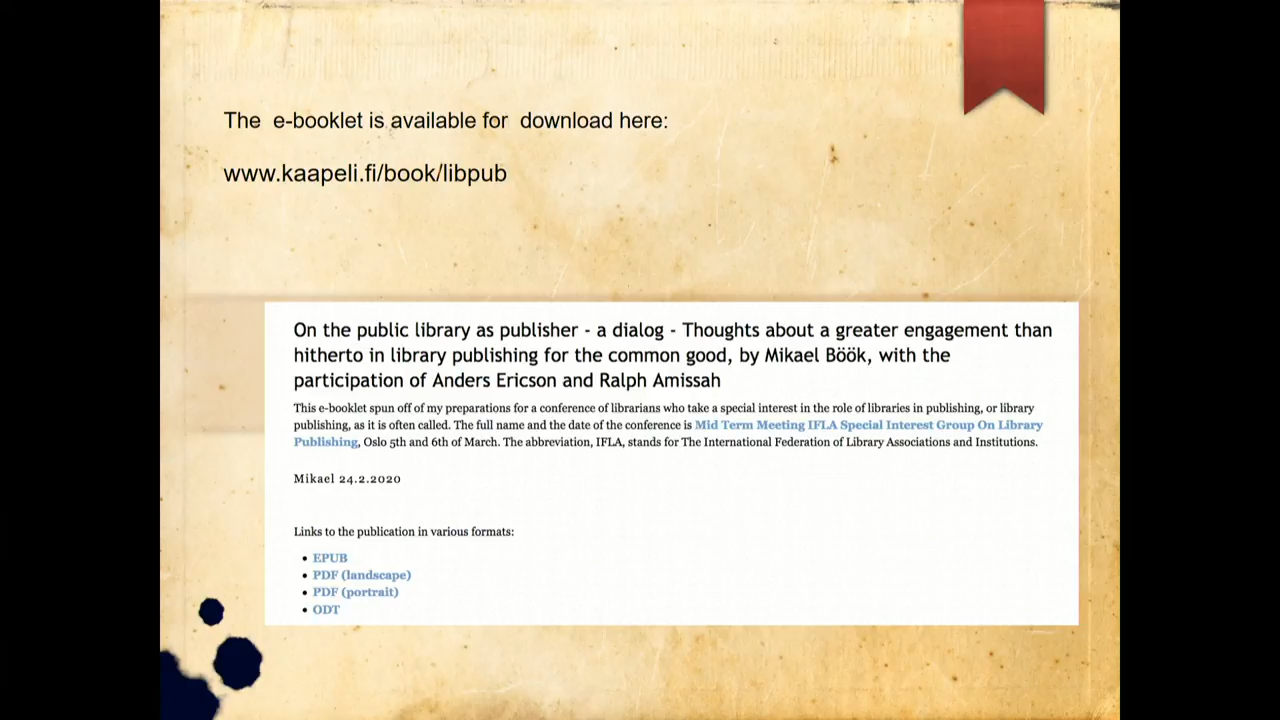 The e-booklet is available for download here:
www.kaapeli.fi/book/libpub
On the public library as publisher - a dialog - Thoughts about a greater engagement than
hitherto in library publishing for the common good, by Mikael Böök, with the
participation of Anders Ericson and Ralph Amissah
This e-booklet spun off of my preparations for a conference of librarians who take a special interest in the role of libraries in publishing, or library
publishing, as it is often called. The full name and the date of the conference is Mid Term Meeting IFLA Special Interest Group On Library
Publishing, Oslo 5th and 6th of March. The abbreviation, IFLA, stands for The International Federation of Library Associations and Institutions.
Mikael 24.2.2020
Links to the publication in various formats:
• EPUB
• PDF (landscape)
• PDF (portrait)
• ODT